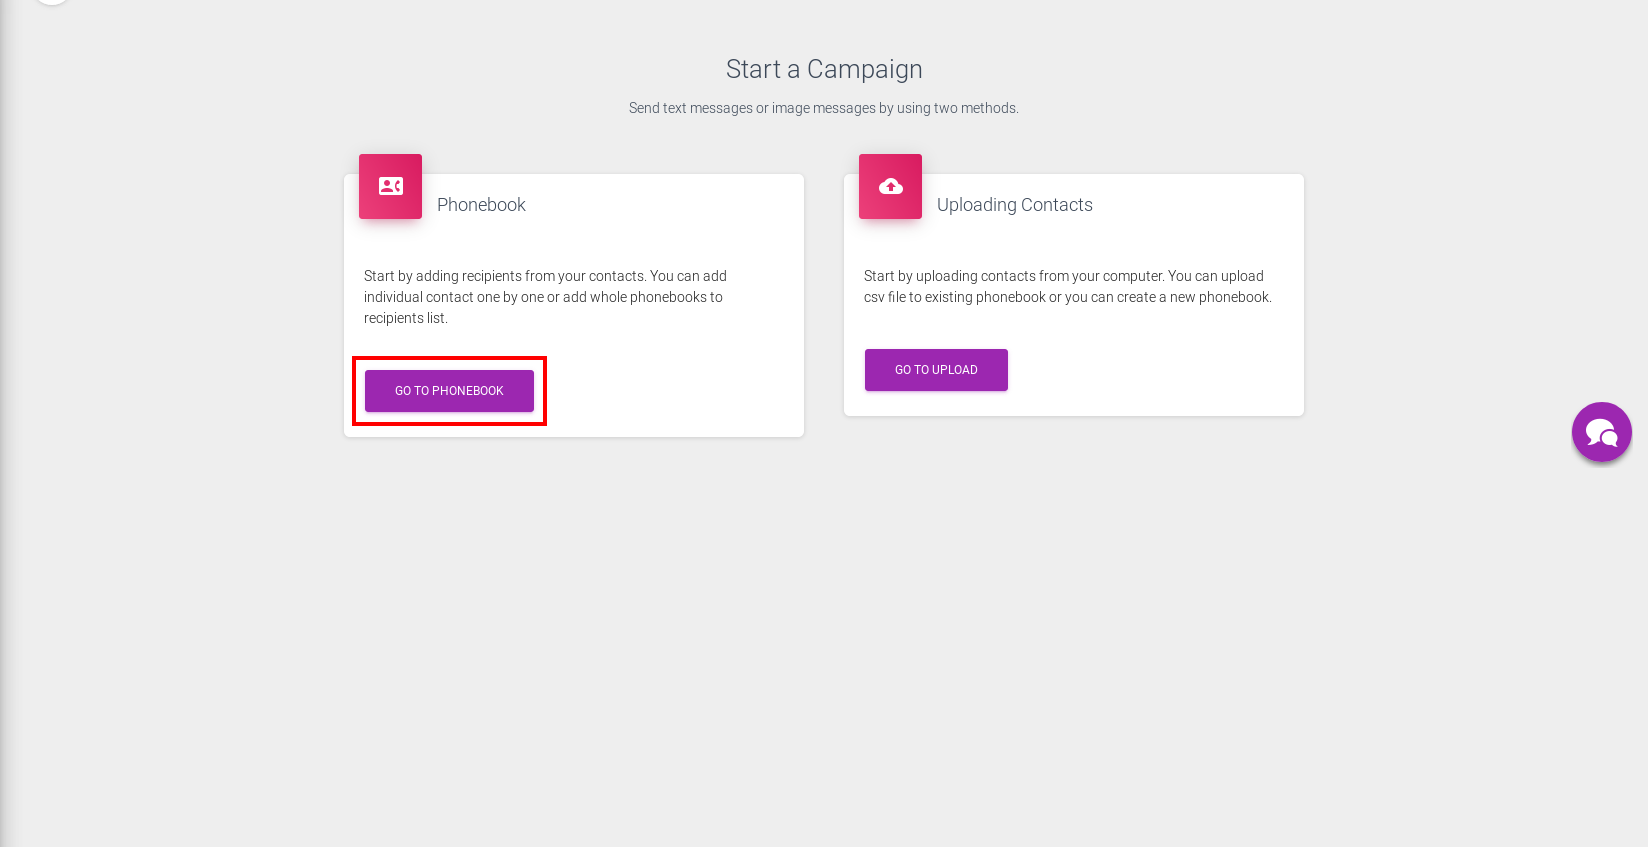 Start a Campaign
Send text messages or image messages by using two methods.
Phonebook
Start by adding recipients from your contacts. You can add
individual contact one by one or add whole phonebooks to
recipients list.
GO TO PHONEBOOK
Uploading Contacts
Start by uploading contacts from your computer. You can upload
csv file to existing phonebook or you can create a new phonebook.
GO TO UPLOAD